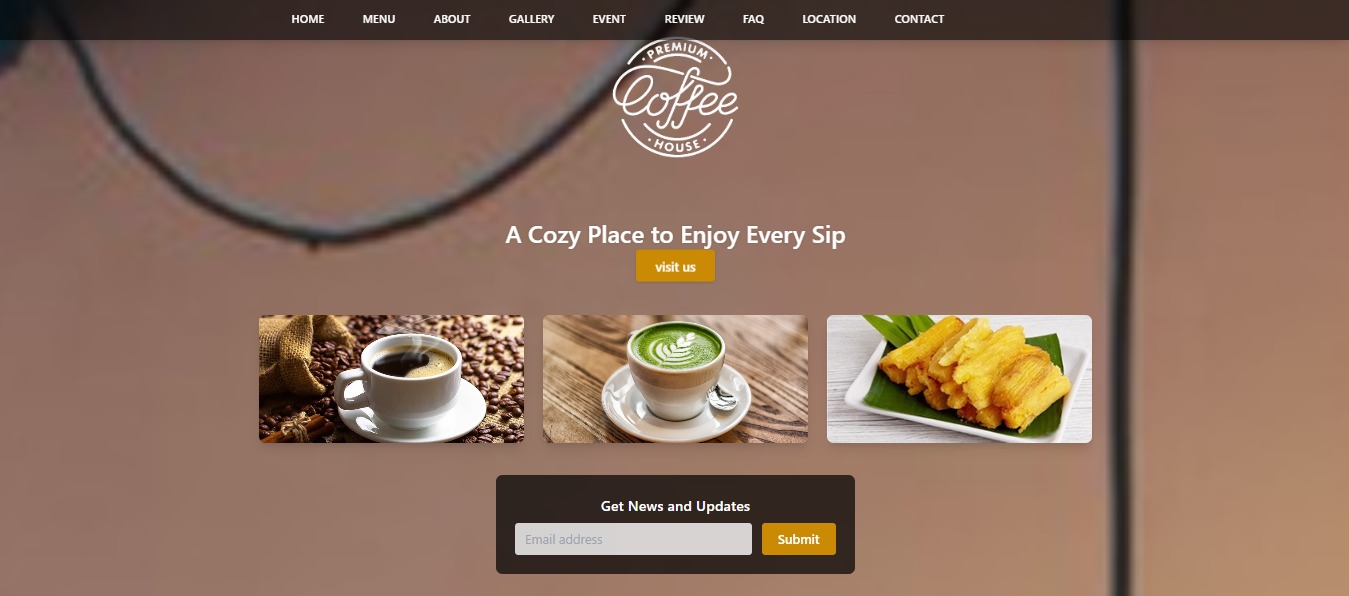 HOME MENU ABOUT GALLERY EVENT REVIEW FAQ LOCATION CONTACT
· PREMIUM ·
Coffee
· HOUSE ·
A Cozy Place to Enjoy Every Sip
visit us
Get News and Updates
Email address Submit